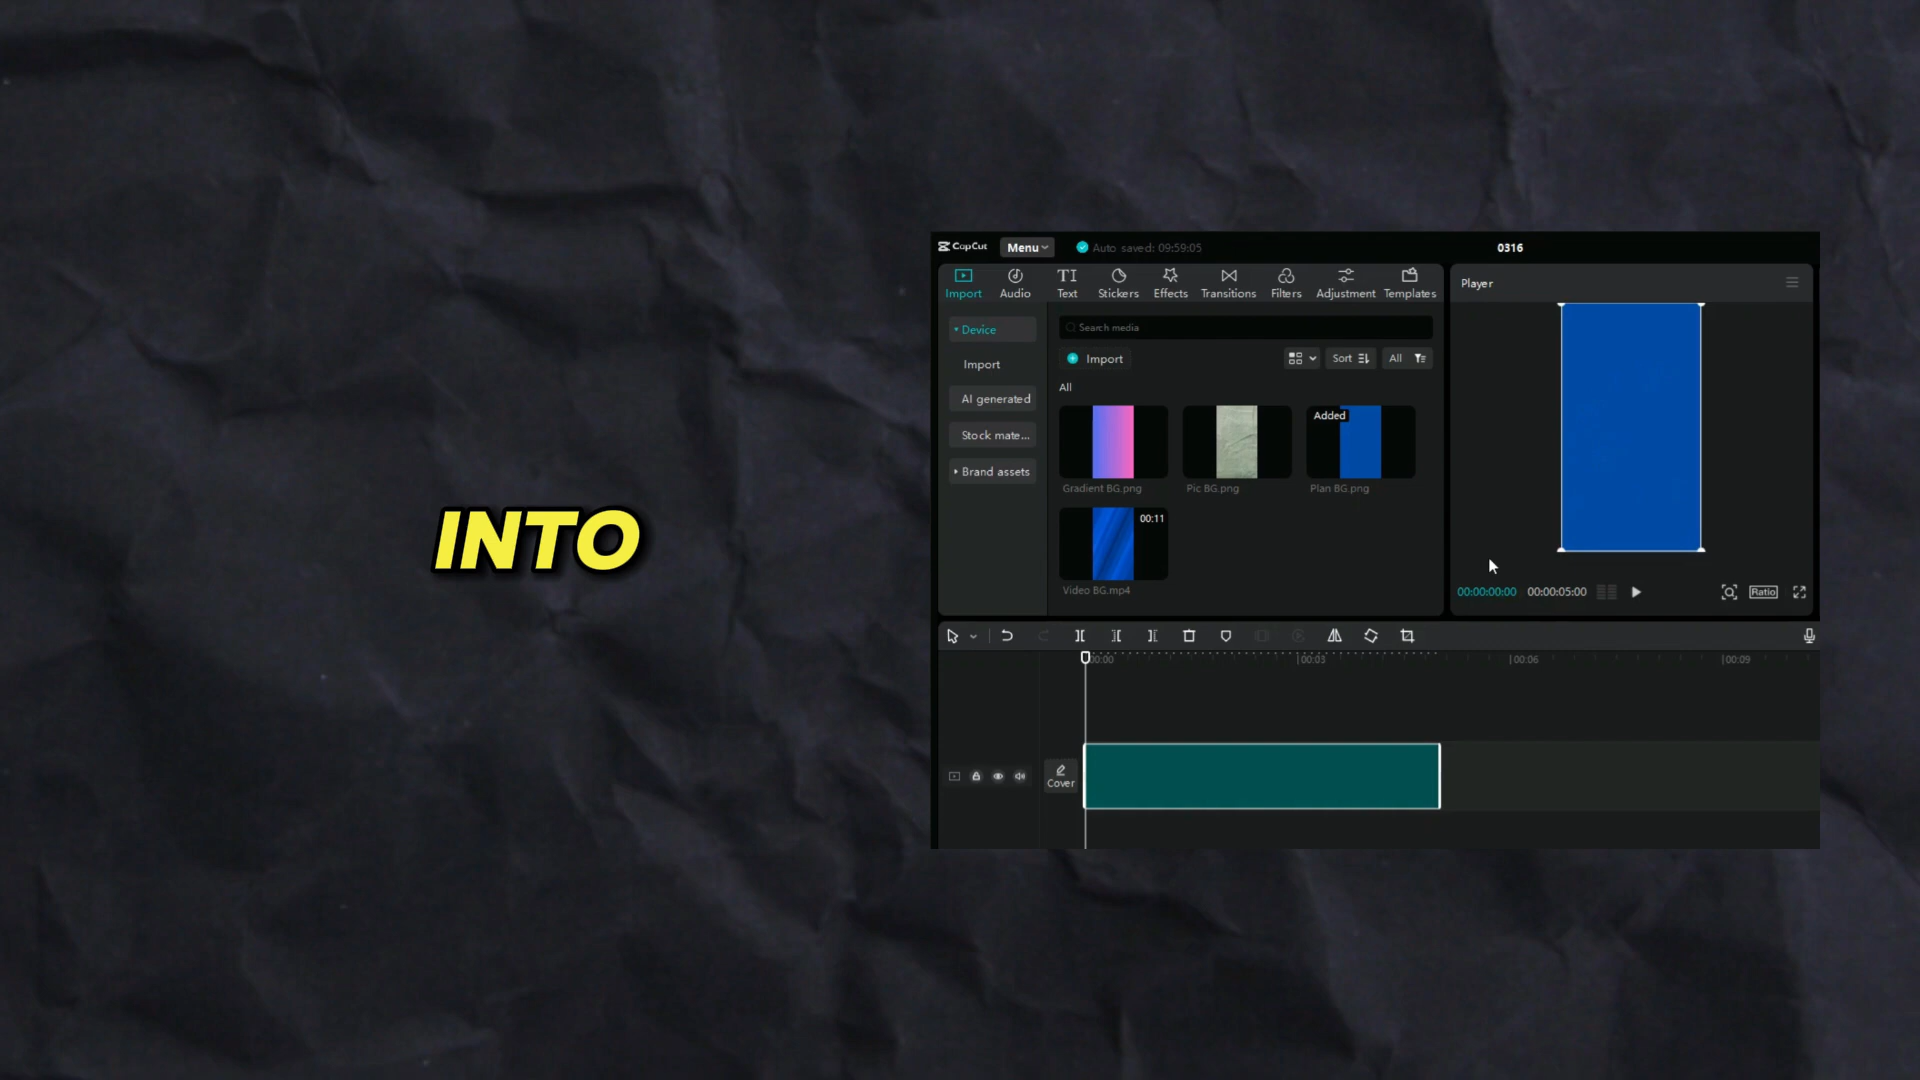 INTO
CapCut Menu Auto saved: 09:59:05 0316
Import Audio Text Stickers Effects Transitions Filters Adjustment Templates
Player
Device
Import
AI generated
Stock mate...
Brand assets
Search media
Import Sort All
All
Added
Gradient BG.png Pic BG.png Plan BG.png
00:11
Video BG.mp4
00:00:00:00 00:00:05:00 Ratio
00:00 00:03 00:06 00:09
Cover